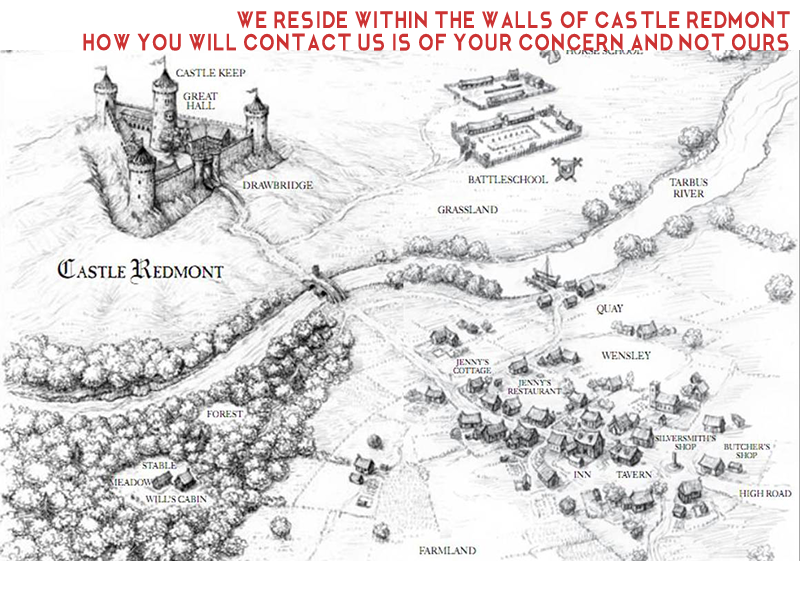 WE RESIDE WITHIN THE WALLS OF CASTLE REDMONT
HOW YOU WILL CONTACT US IS OF YOUR CONCERN AND NOT OURS
HORSE SCHOOL
CASTLE KEEP
GREAT
HALL
DRAWBRIDGE
BATTLESCHOOL
TARBUS
RIVER
GRASSLAND
CASTLE REDMONT
QUAY
WENSLEY
JENNY'S
COTTAGE
JENNY'S
RESTAURANT
FOREST
SILVERSMITH'S
SHOP
BUTCHER'S
SHOP
STABLE
MEADOW
WILL'S CABIN
INN
TAVERN
HIGH ROAD
FARMLAND